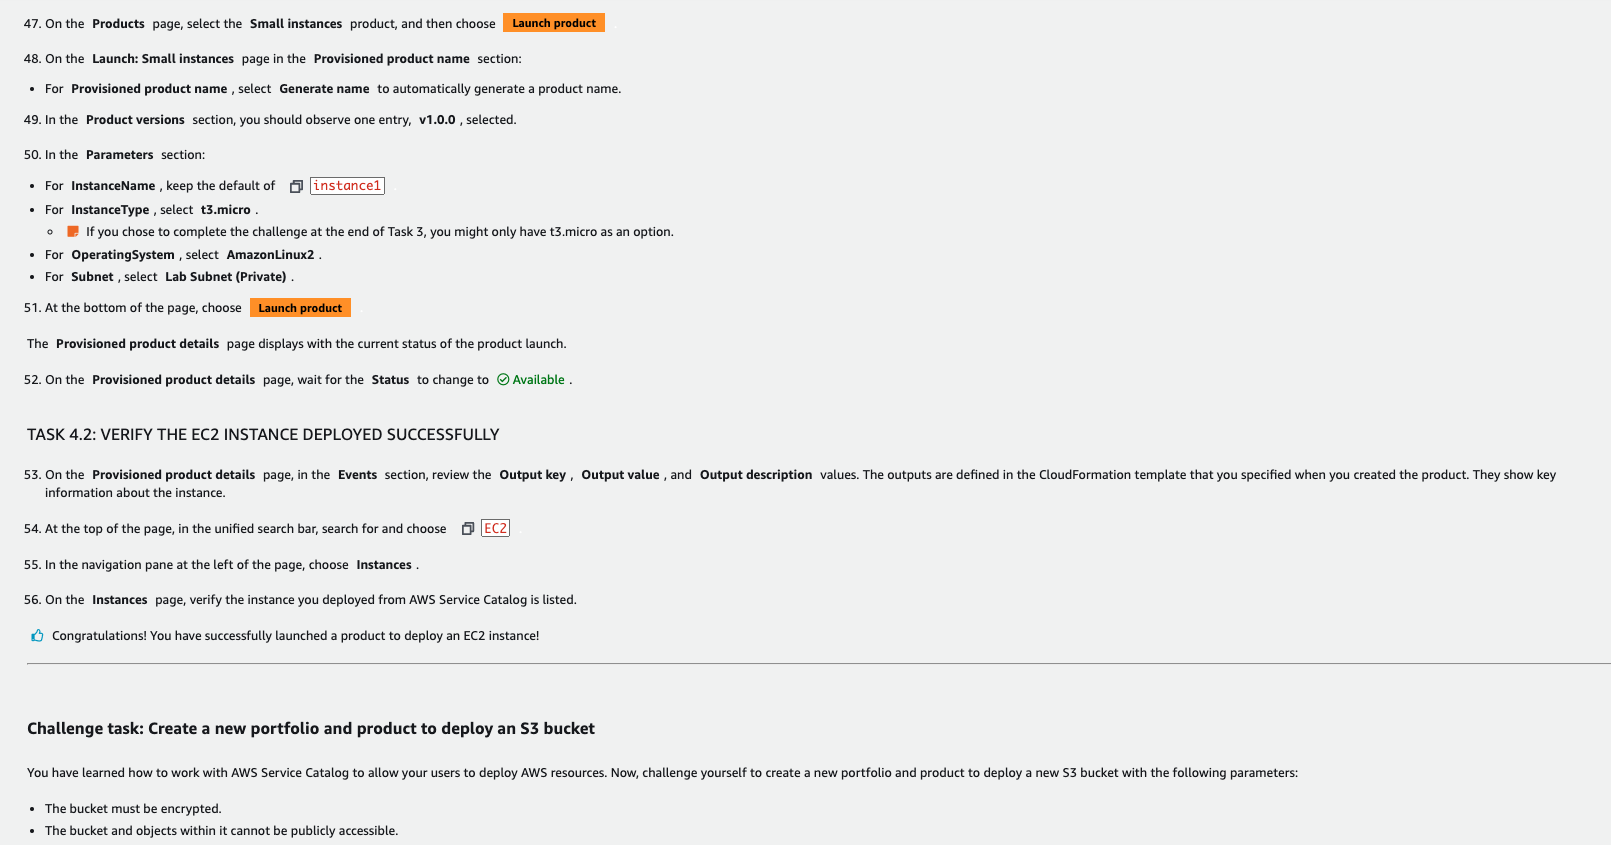 47. On the Products page, select the Small instances product, and then choose Launch product
48. On the Launch: Small instances page in the Provisioned product name section:
• For Provisioned product name , select Generate name to automatically generate a product name.
49. In the Product versions section, you should observe one entry, v1.0.0 , selected.
50. In the Parameters section:
• For InstanceName , keep the default of instance1
• For InstanceType , select t3.micro .
◦ If you chose to complete the challenge at the end of Task 3, you might only have t3.micro as an option.
• For OperatingSystem , select AmazonLinux2 .
• For Subnet , select Lab Subnet (Private) .
51. At the bottom of the page, choose Launch product
The Provisioned product details page displays with the current status of the product launch.
52. On the Provisioned product details page, wait for the Status to change to Available .
TASK 4.2: VERIFY THE EC2 INSTANCE DEPLOYED SUCCESSFULLY
53. On the Provisioned product details page, in the Events section, review the Output key , Output value , and Output description values. The outputs are defined in the CloudFormation template that you specified when you created the product. They show key
information about the instance.
54. At the top of the page, in the unified search bar, search for and choose EC2
55. In the navigation pane at the left of the page, choose Instances .
56. On the Instances page, verify the instance you deployed from AWS Service Catalog is listed.
Congratulations! You have successfully launched a product to deploy an EC2 instance!
Challenge task: Create a new portfolio and product to deploy an S3 bucket
You have learned how to work with AWS Service Catalog to allow your users to deploy AWS resources. Now, challenge yourself to create a new portfolio and product to deploy a new S3 bucket with the following parameters:
• The bucket must be encrypted.
• The bucket and objects within it cannot be publicly accessible.